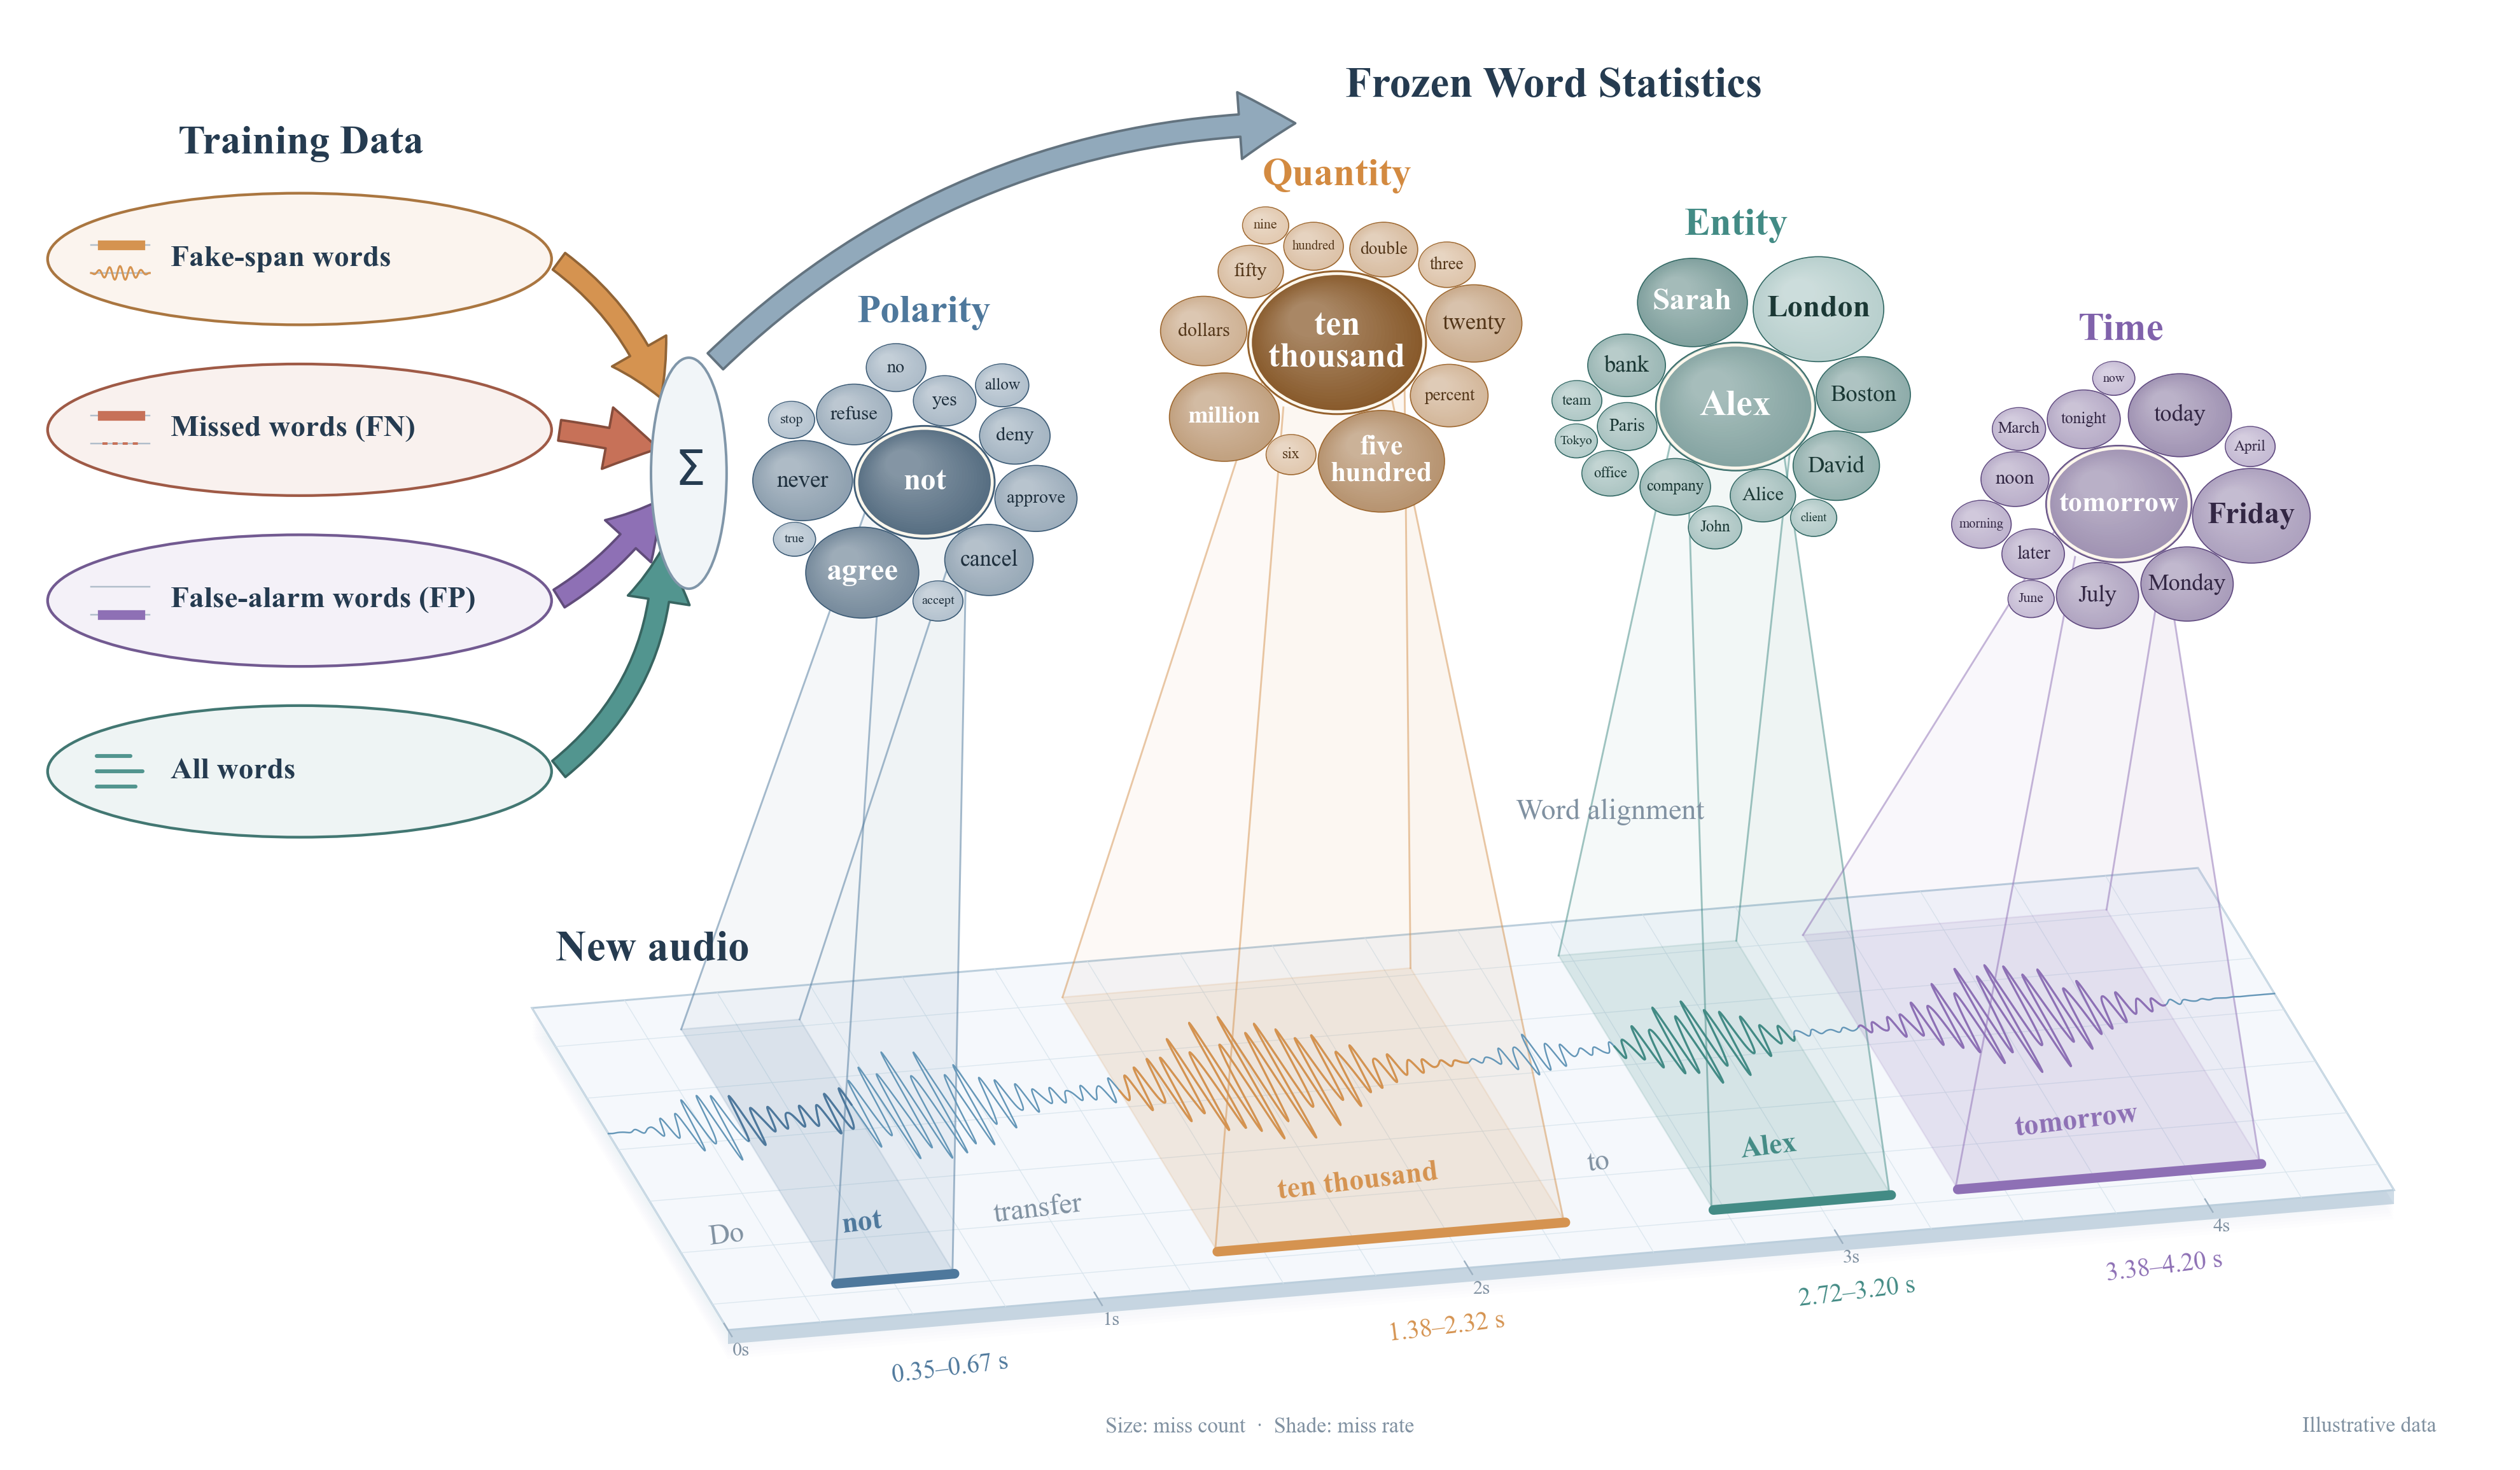 Frozen Word Statistics
Training Data
Fake-span words
Missed words (FN)
False-alarm words (FP)
All words
Σ
Polarity
no
allow
yes
refuse
stop
deny
not
never
approve
true
cancel
agree
accept
Quantity
nine
hundred
double
three
fifty
ten
thousand
twenty
dollars
percent
million
six
five
hundred
Entity
Sarah
London
bank
Boston
team
Alex
Paris
Tokyo
David
office
company
Alice
John
client
Time
now
today
tonight
March
April
noon
tomorrow
Friday
morning
later
Monday
June
July
Word alignment
New audio
Do
not
transfer
ten thousand
to
Alex
tomorrow
0s
1s
2s
3s
4s
0.35–0.67 s
1.38–2.32 s
2.72–3.20 s
3.38–4.20 s
Size: miss count · Shade: miss rate
Illustrative data